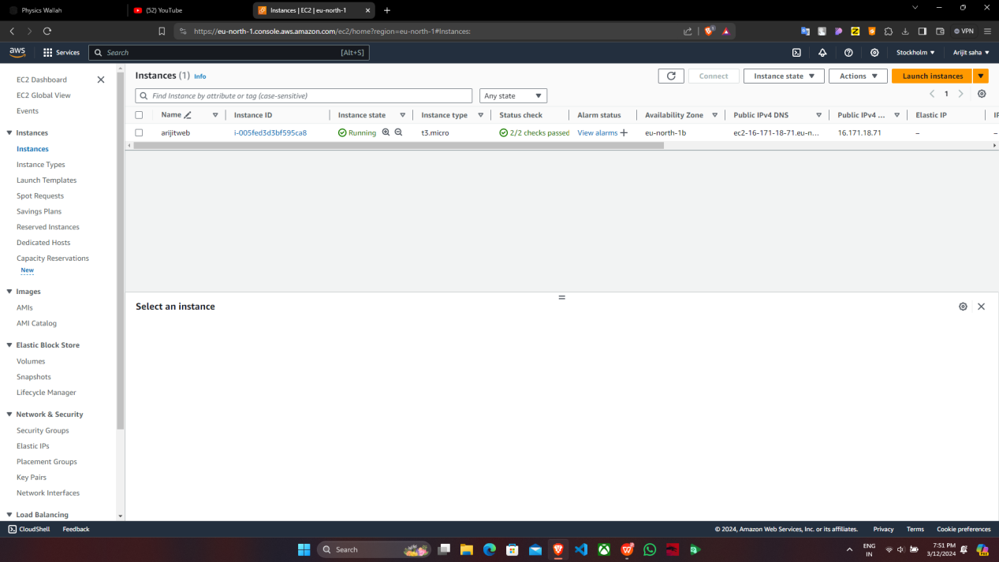 Physics Wallah
(52) YouTube
Instances | EC2 | eu-north-1
https://eu-north-1.console.aws.amazon.com/ec2/home?region=eu-north-1#Instances:
VPN
aws
Services
Search
[Alt+S]
Stockholm
Arijit saha
EC2 Dashboard
EC2 Global View
Events
Instances
Instances
Instance Types
Launch Templates
Spot Requests
Savings Plans
Reserved Instances
Dedicated Hosts
Capacity Reservations
New
Images
AMIs
AMI Catalog
Elastic Block Store
Volumes
Snapshots
Lifecycle Manager
Network & Security
Security Groups
Elastic IPs
Placement Groups
Key Pairs
Network Interfaces
Load Balancing
Instances (1) Info
Connect
Instance state
Actions
Launch instances
Find Instance by attribute or tag (case-sensitive)
Any state
1
Name Instance ID Instance state Instance type Status check Alarm status Availability Zone Public IPv4 DNS Public IPv4 ... Elastic IP
arijitweb i-005fed3d3bf595ca8 Running t3.micro 2/2 checks passed View alarms eu-north-1b ec2-16-171-18-71.eu-n... 16.171.18.71 –
Select an instance
CloudShell Feedback
© 2024, Amazon Web Services, Inc. or its affiliates. Privacy Terms Cookie preferences
Search
ENG
IN
7:51 PM
3/12/2024